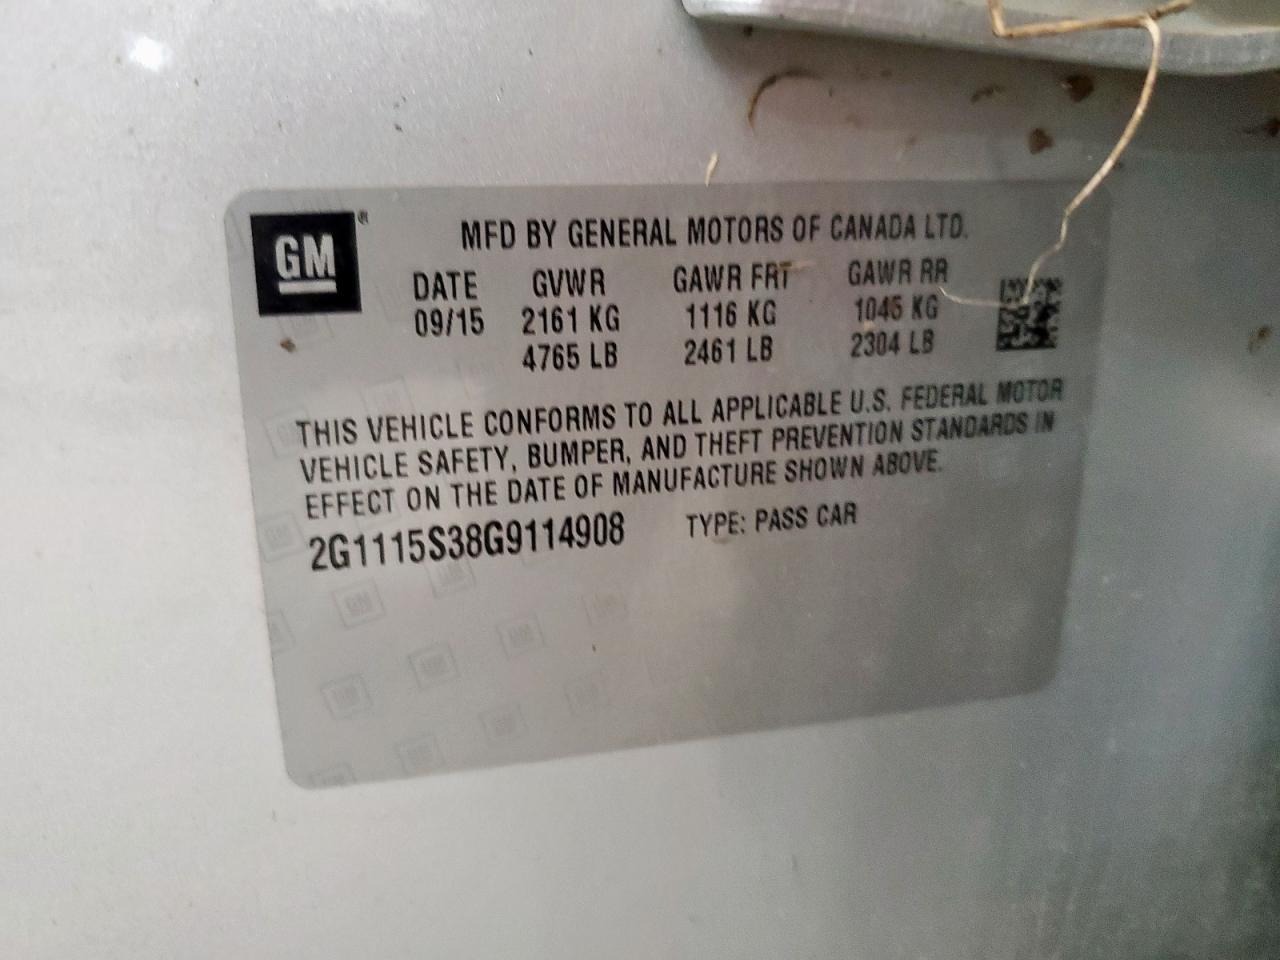 GM®
MFD BY GENERAL MOTORS OF CANADA LTD.
DATE GVWR GAWR FRT GAWR RR
09/15 2161 KG 1116 KG 1045 KG
4765 LB 2461 LB 2304 LB
THIS VEHICLE CONFORMS TO ALL APPLICABLE U.S. FEDERAL MOTOR
VEHICLE SAFETY, BUMPER, AND THEFT PREVENTION STANDARDS IN
EFFECT ON THE DATE OF MANUFACTURE SHOWN ABOVE.
2G1115S38G9114908 TYPE: PASS CAR